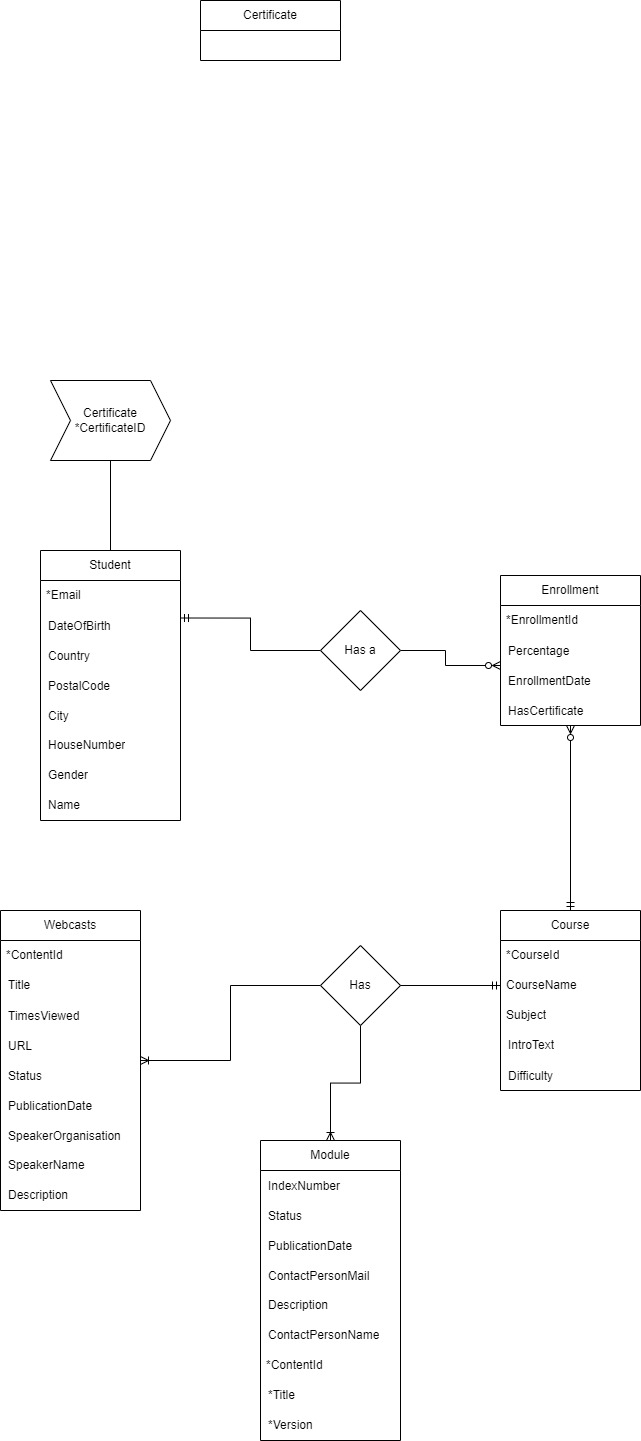 Certificate
Certificate
*CertificateID
Student
*Email
DateOfBirth
Country
PostalCode
City
HouseNumber
Gender
Name
Has a
Enrollment
*EnrollmentId
Percentage
EnrollmentDate
HasCertificate
Webcasts
*ContentId
Title
TimesViewed
URL
Status
PublicationDate
SpeakerOrganisation
SpeakerName
Description
Has
Course
*CourseId
CourseName
Subject
IntroText
Difficulty
Module
IndexNumber
Status
PublicationDate
ContactPersonMail
Description
ContactPersonName
*ContentId
*Title
*Version